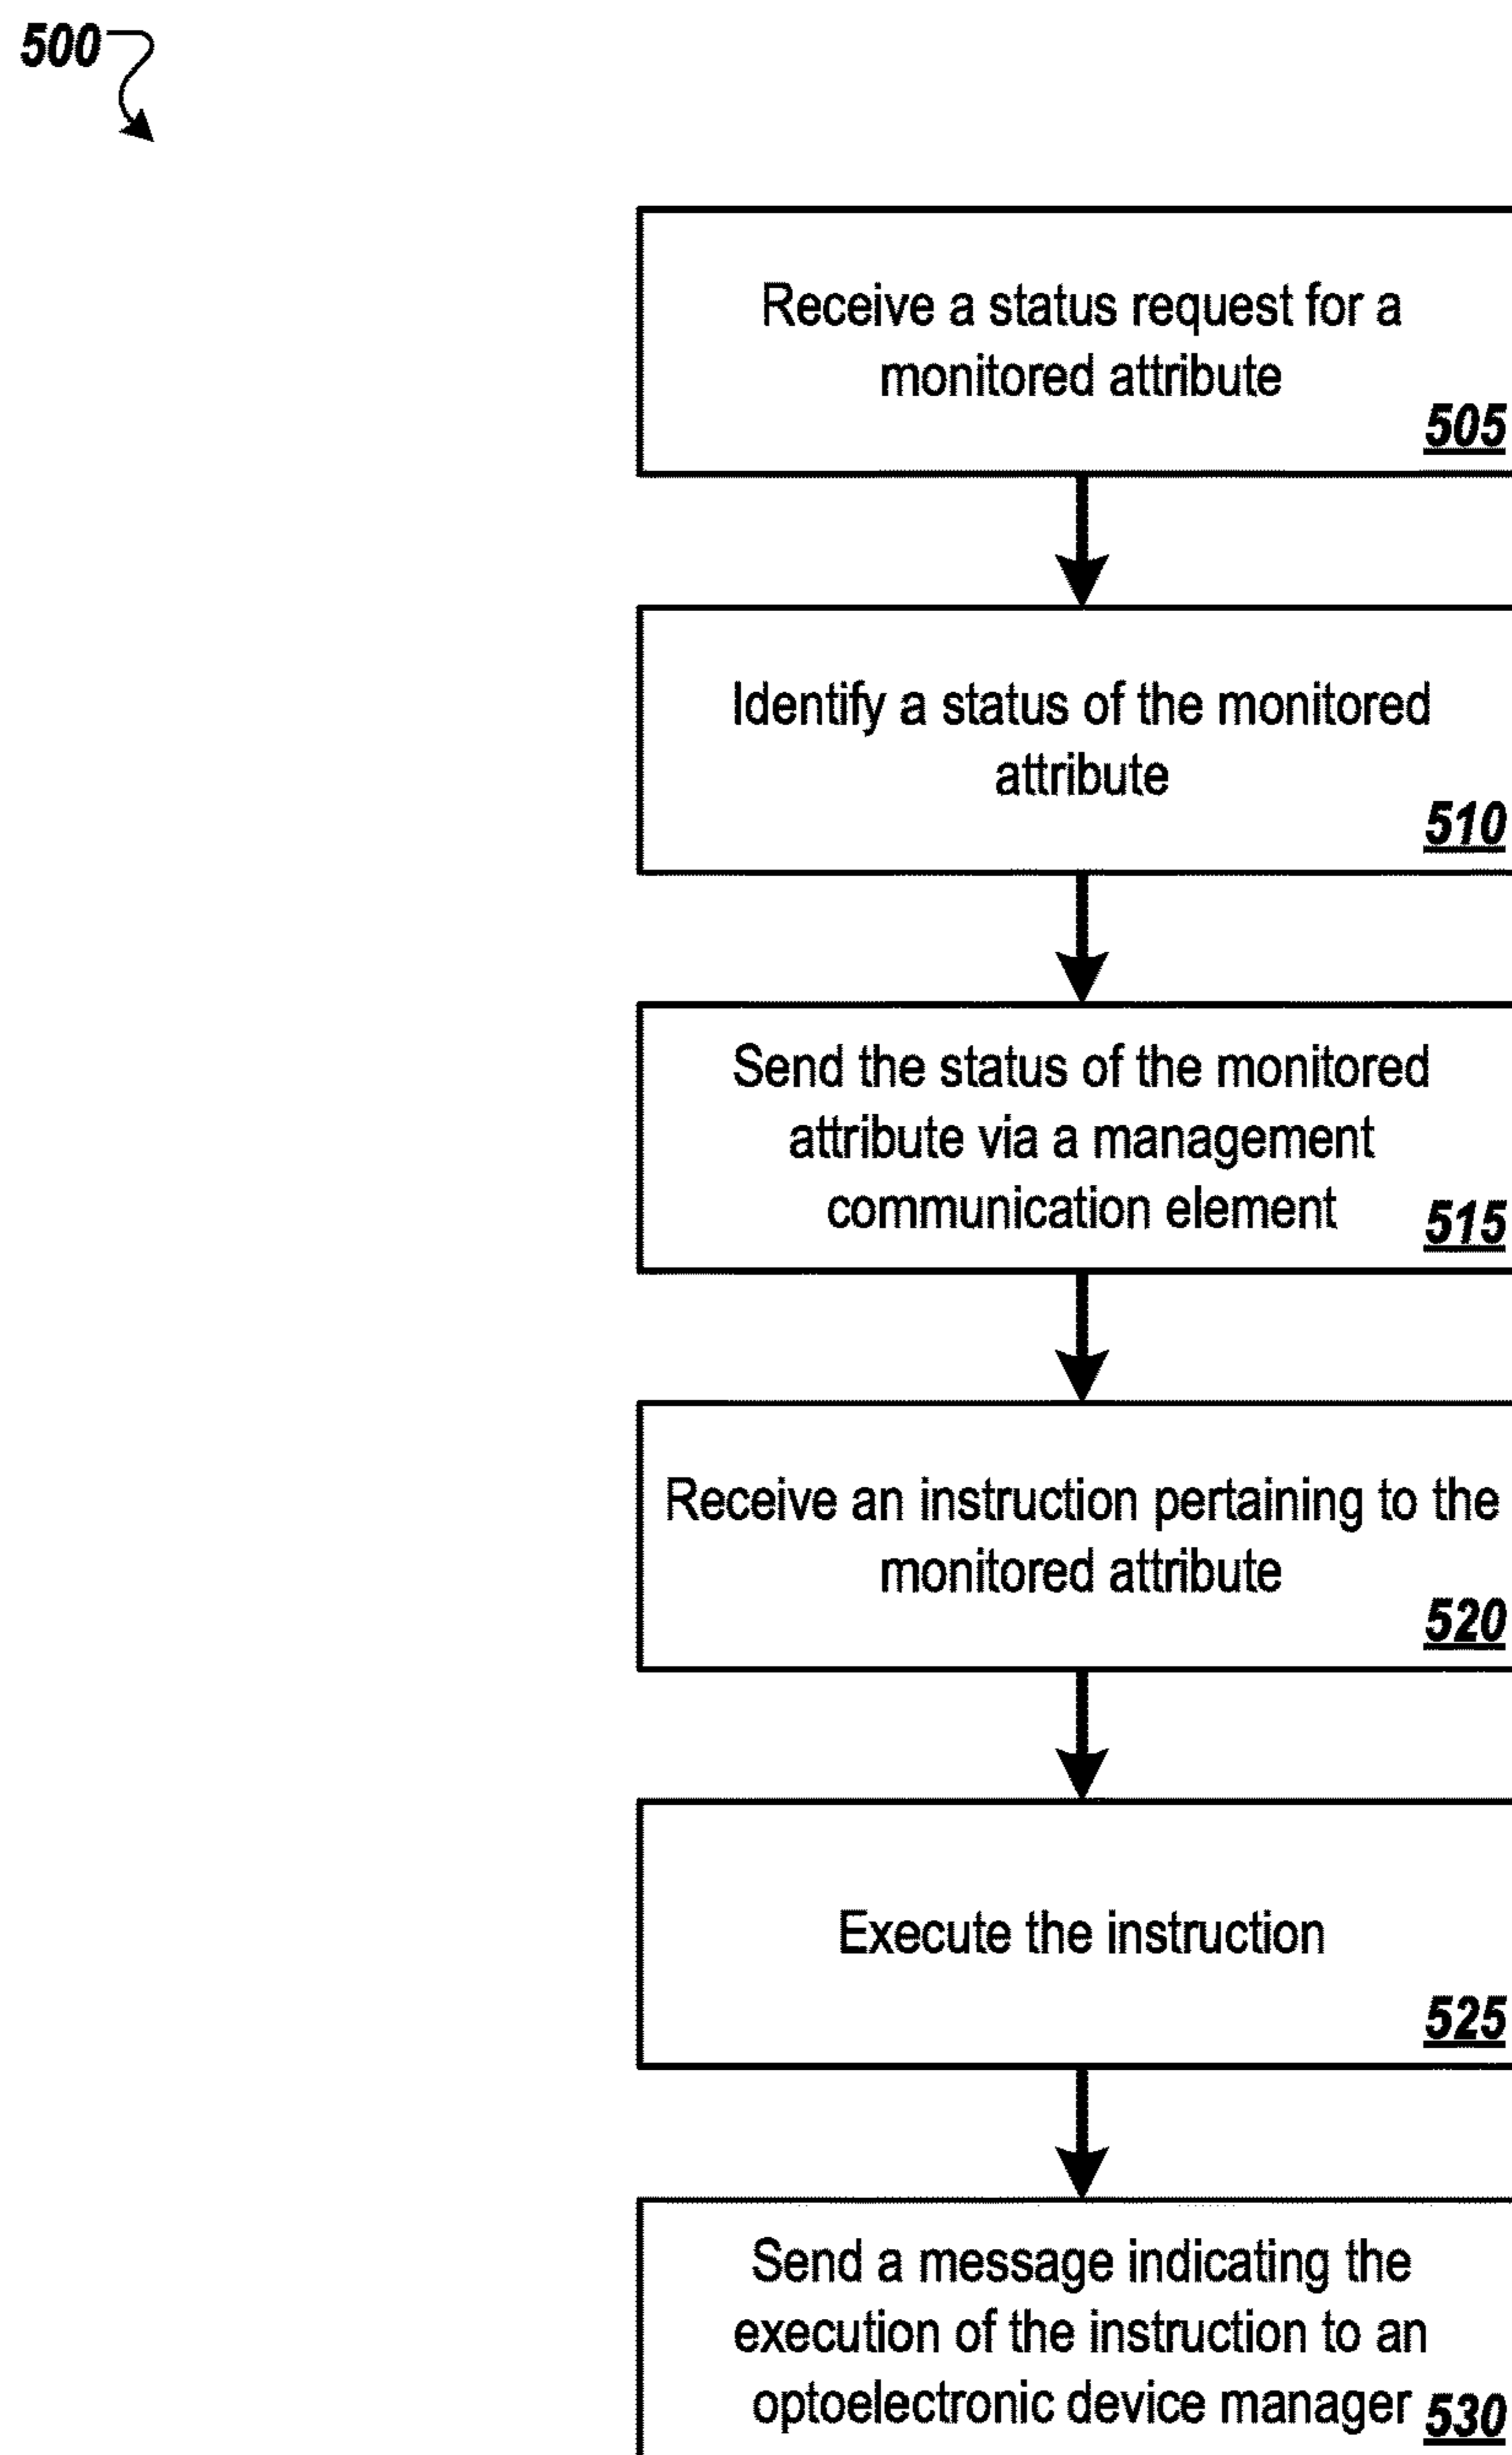 500
Receive a status request for a
monitored attribute
505
Identify a status of the monitored
attribute
510
Send the status of the monitored
attribute via a management
communication element
515
Receive an instruction pertaining to the
monitored attribute
520
Execute the instruction
525
Send a message indicating the
execution of the instruction to an
optoelectronic device manager
530